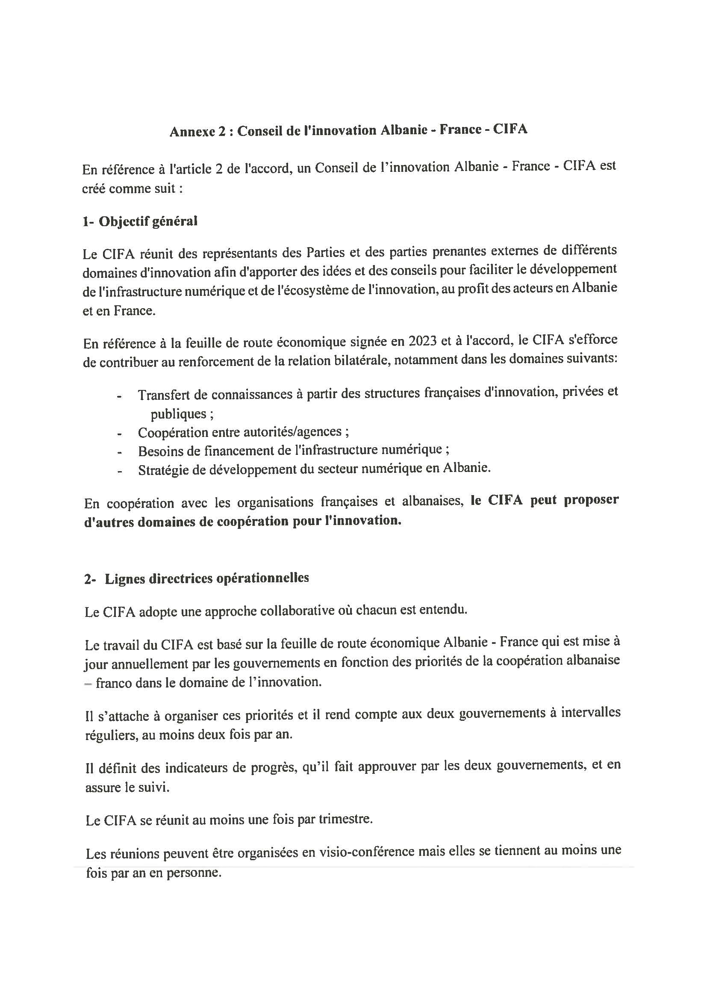 Annexe 2 : Conseil de l'innovation Albanie - France - CIFA
En référence à l'article 2 de l'accord, un Conseil de l’innovation Albanie - France - CIFA est
créé comme suit :
1- Objectif général
Le CIFA réunit des représentants des Parties et des parties prenantes externes de différents
domaines d'innovation afin d'apporter des idées et des conseils pour faciliter le développement
de l'infrastructure numérique et de l'écosystème de l'innovation, au profit des acteurs en Albanie
et en France.
En référence à la feuille de route économique signée en 2023 et à l'accord, le CIFA s'efforce
de contribuer au renforcement de la relation bilatérale, notamment dans les domaines suivants:
- Transfert de connaissances à partir des structures françaises d'innovation, privées et
publiques ;
- Coopération entre autorités/agences ;
- Besoins de financement de l'infrastructure numérique ;
- Stratégie de développement du secteur numérique en Albanie.
En coopération avec les organisations françaises et albanaises, le CIFA peut proposer
d'autres domaines de coopération pour l'innovation.
2- Lignes directrices opérationnelles
Le CIFA adopte une approche collaborative où chacun est entendu.
Le travail du CIFA est basé sur la feuille de route économique Albanie - France qui est mise à
jour annuellement par les gouvernements en fonction des priorités de la coopération albanaise
– franco dans le domaine de l’innovation.
Il s’attache à organiser ces priorités et il rend compte aux deux gouvernements à intervalles
réguliers, au moins deux fois par an.
Il définit des indicateurs de progrès, qu’il fait approuver par les deux gouvernements, et en
assure le suivi.
Le CIFA se réunit au moins une fois par trimestre.
Les réunions peuvent être organisées en visio-conférence mais elles se tiennent au moins une
fois par an en personne.